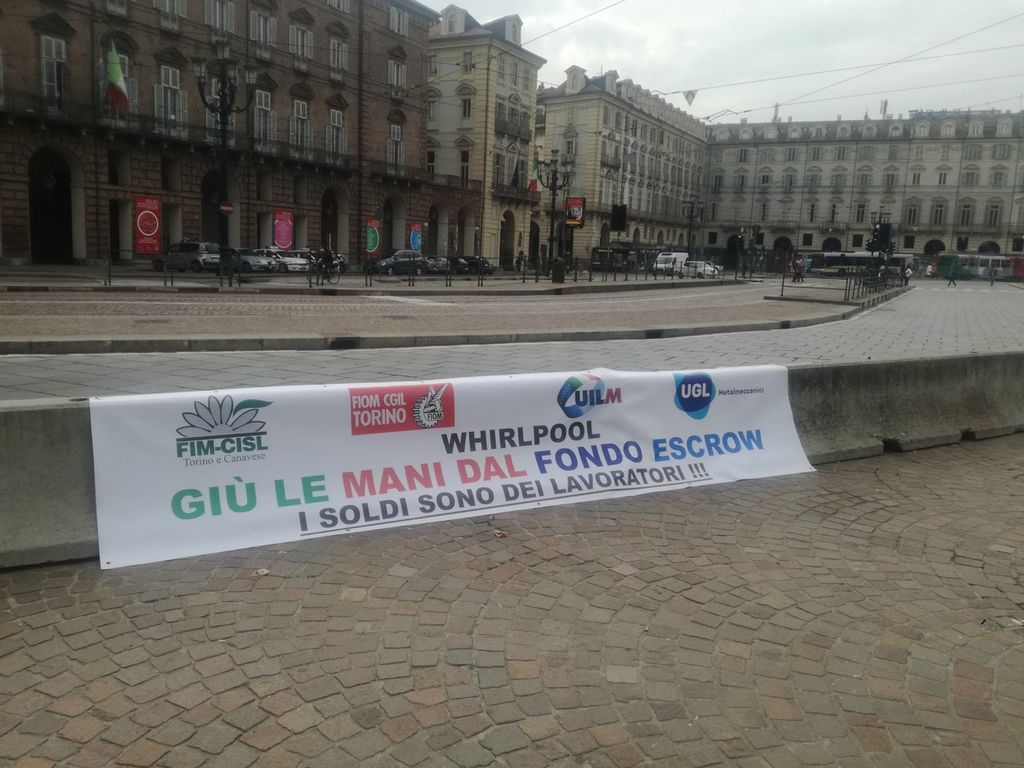 FIM-CISL
Torino e Canavese
FIOM CGIL
TORINO
FIOM
UILM
UGL
Metalmeccanici
WHIRLPOOL
GIÙ LE MANI DAL FONDO ESCROW
I SOLDI SONO DEI LAVORATORI !!!